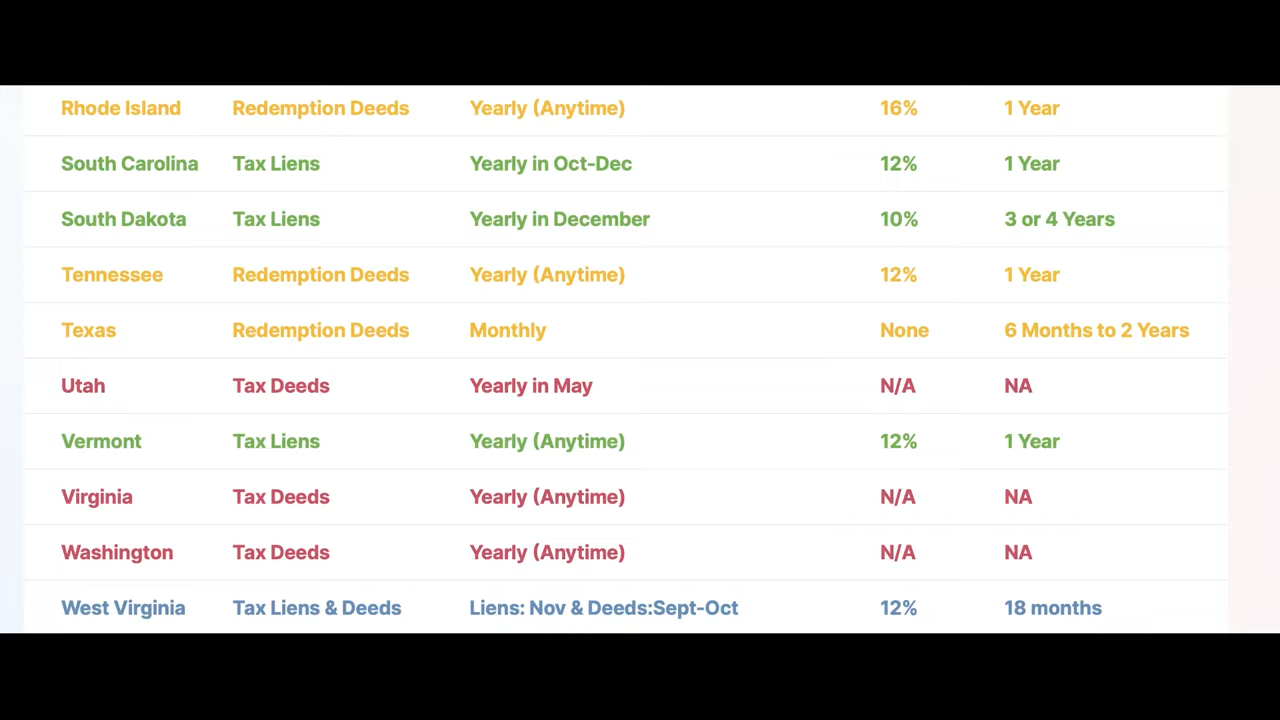 Rhode Island Redemption Deeds Yearly (Anytime) 16% 1 Year
South Carolina Tax Liens Yearly in Oct-Dec 12% 1 Year
South Dakota Tax Liens Yearly in December 10% 3 or 4 Years
Tennessee Redemption Deeds Yearly (Anytime) 12% 1 Year
Texas Redemption Deeds Monthly None 6 Months to 2 Years
Utah Tax Deeds Yearly in May N/A NA
Vermont Tax Liens Yearly (Anytime) 12% 1 Year
Virginia Tax Deeds Yearly (Anytime) N/A NA
Washington Tax Deeds Yearly (Anytime) N/A NA
West Virginia Tax Liens & Deeds Liens: Nov & Deeds:Sept-Oct 12% 18 months